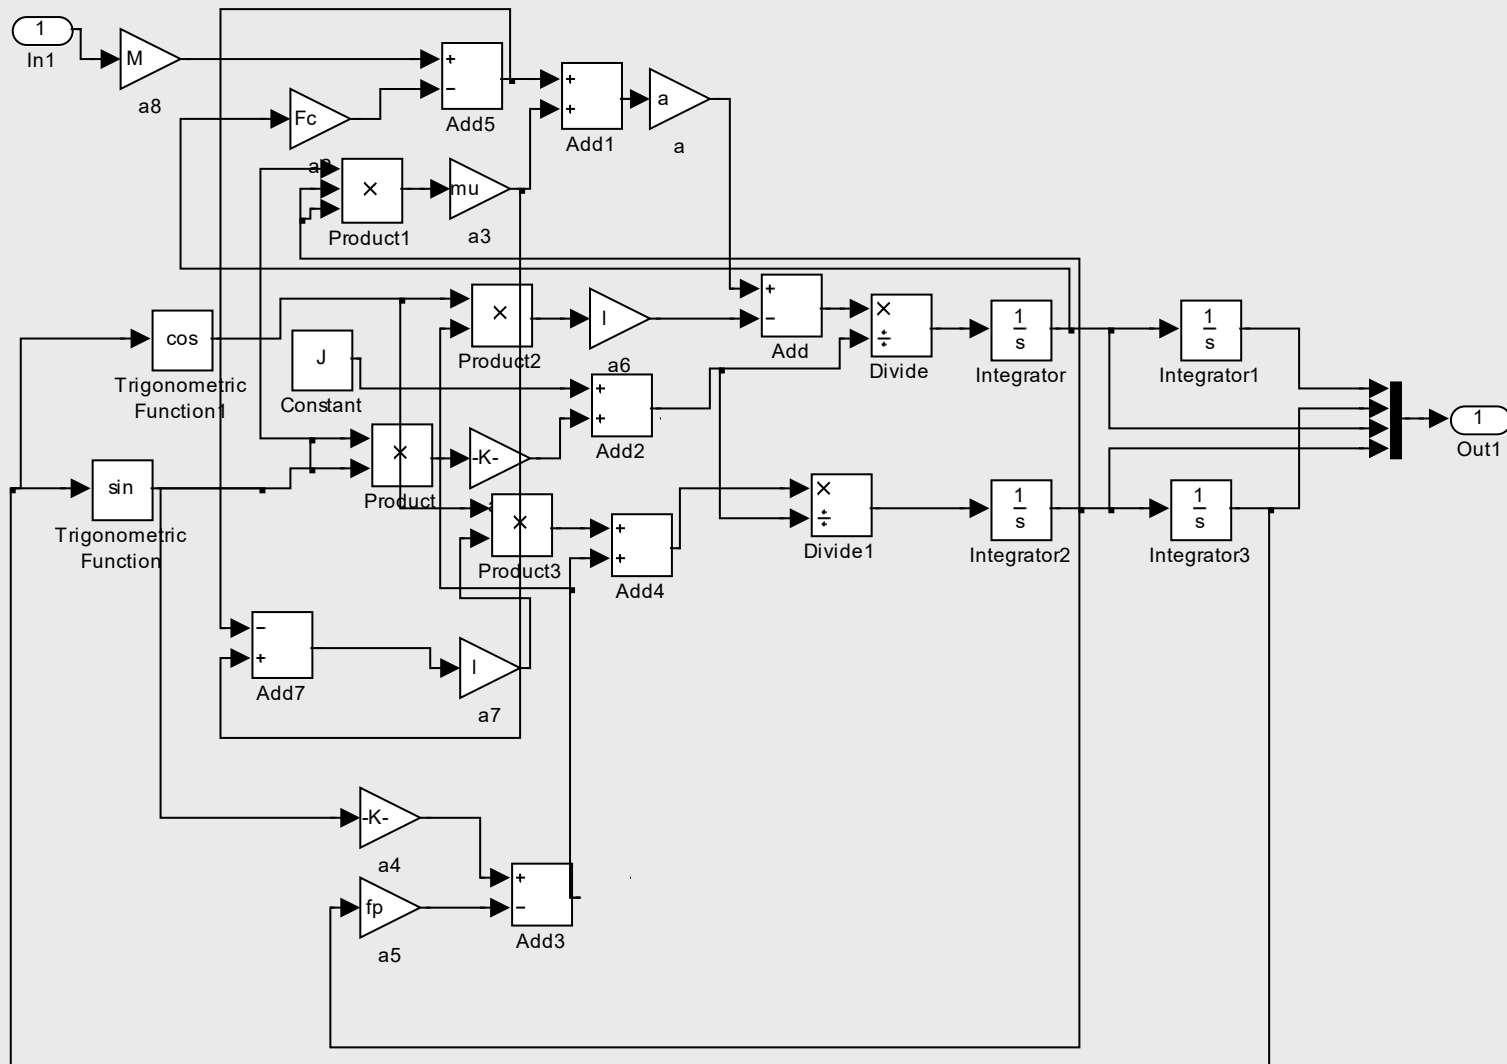 1
In1
M
a8
+
−
Add5
+
+
Add1
a
a
Fc
a9
×
Product1
mu
a3
cos
Trigonometric
Function1
J
Constant
×
Product2
l
a6
+
−
Add
×
÷
Divide
1
s
Integrator
1
s
Integrator1
1
Out1
+
+
Add2
×
Product
-K-
sin
Trigonometric
Function
×
Product3
+
+
Add4
×
÷
Divide1
1
s
Integrator2
1
s
Integrator3
−
+
Add7
l
a7
-K-
a4
fp
a5
+
−
Add3